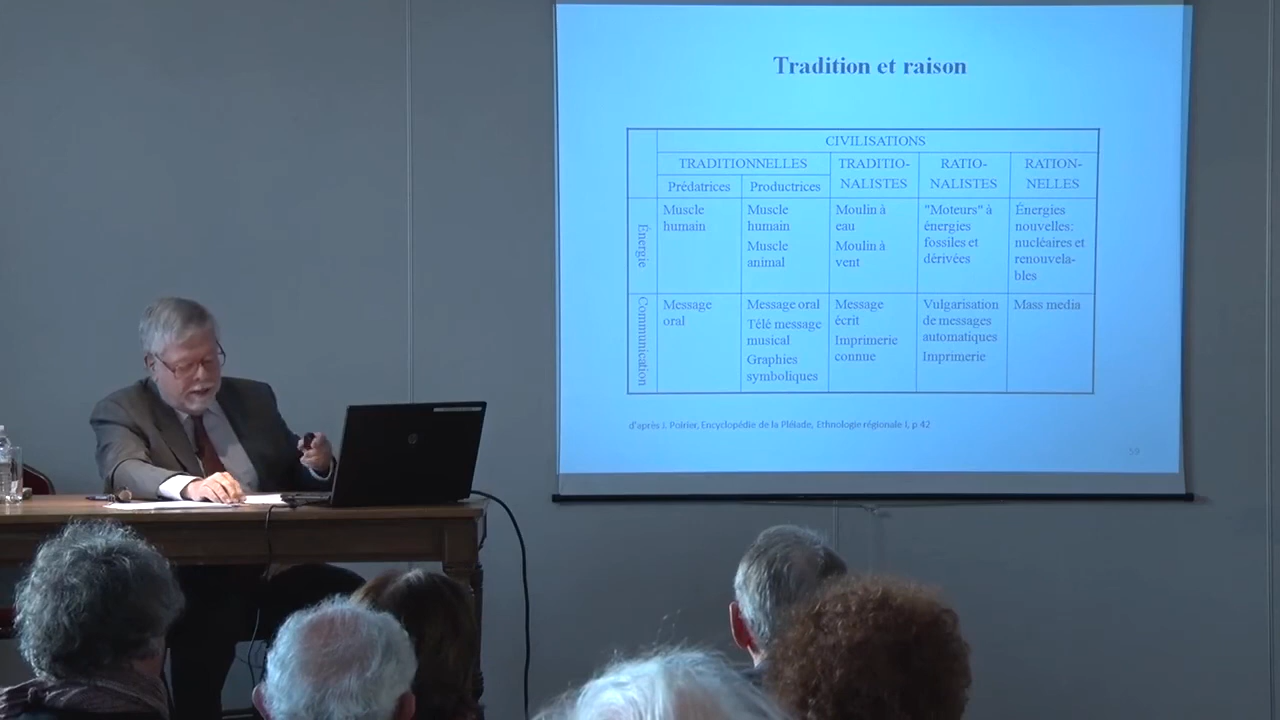 Tradition et raison
CIVILISATIONS
TRADITIONNELLES
TRADITIO-
NALISTES
RATIO-
NALISTES
RATION-
NELLES
Prédatrices
Productrices
Énergie
Muscle
humain
Muscle
humain
Muscle
animal
Moulin à
eau
Moulin à
vent
"Moteurs" à
énergies
fossiles et
dérivées
Énergies
nouvelles:
nucléaires et
renouvela-
bles
Communication
Message
oral
Message oral
Télé message
musical
Graphies
symboliques
Message
écrit
Imprimerie
connue
Vulgarisation
de messages
automatiques
Imprimerie
Mass media
d'après J. Poirier, Encyclopédie de la Pléiade, Ethnologie régionale I, p 42
59